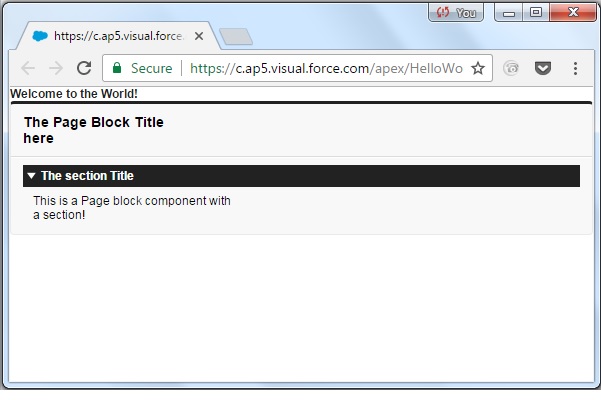 You
https://c.ap5.visual.force.
Secure
https://c.ap5.visual.force.com/apex/HelloWo
Welcome to the World!
The Page Block Title
here
The section Title
This is a Page block component with
a section!